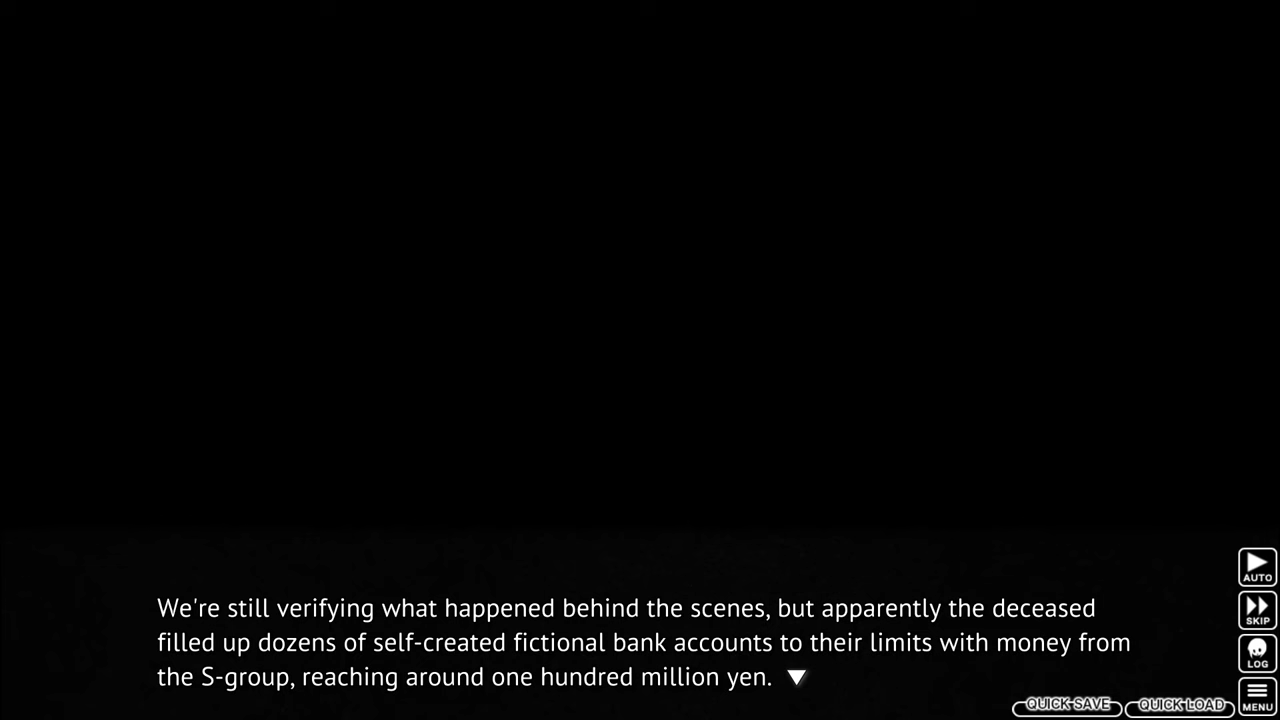 We're still verifying what happened behind the scenes, but apparently the deceased
filled up dozens of self-created fictional bank accounts to their limits with money from
the S-group, reaching around one hundred million yen.
AUTO
SKIP
LOG
MENU
QUICK SAVE
QUICK LOAD